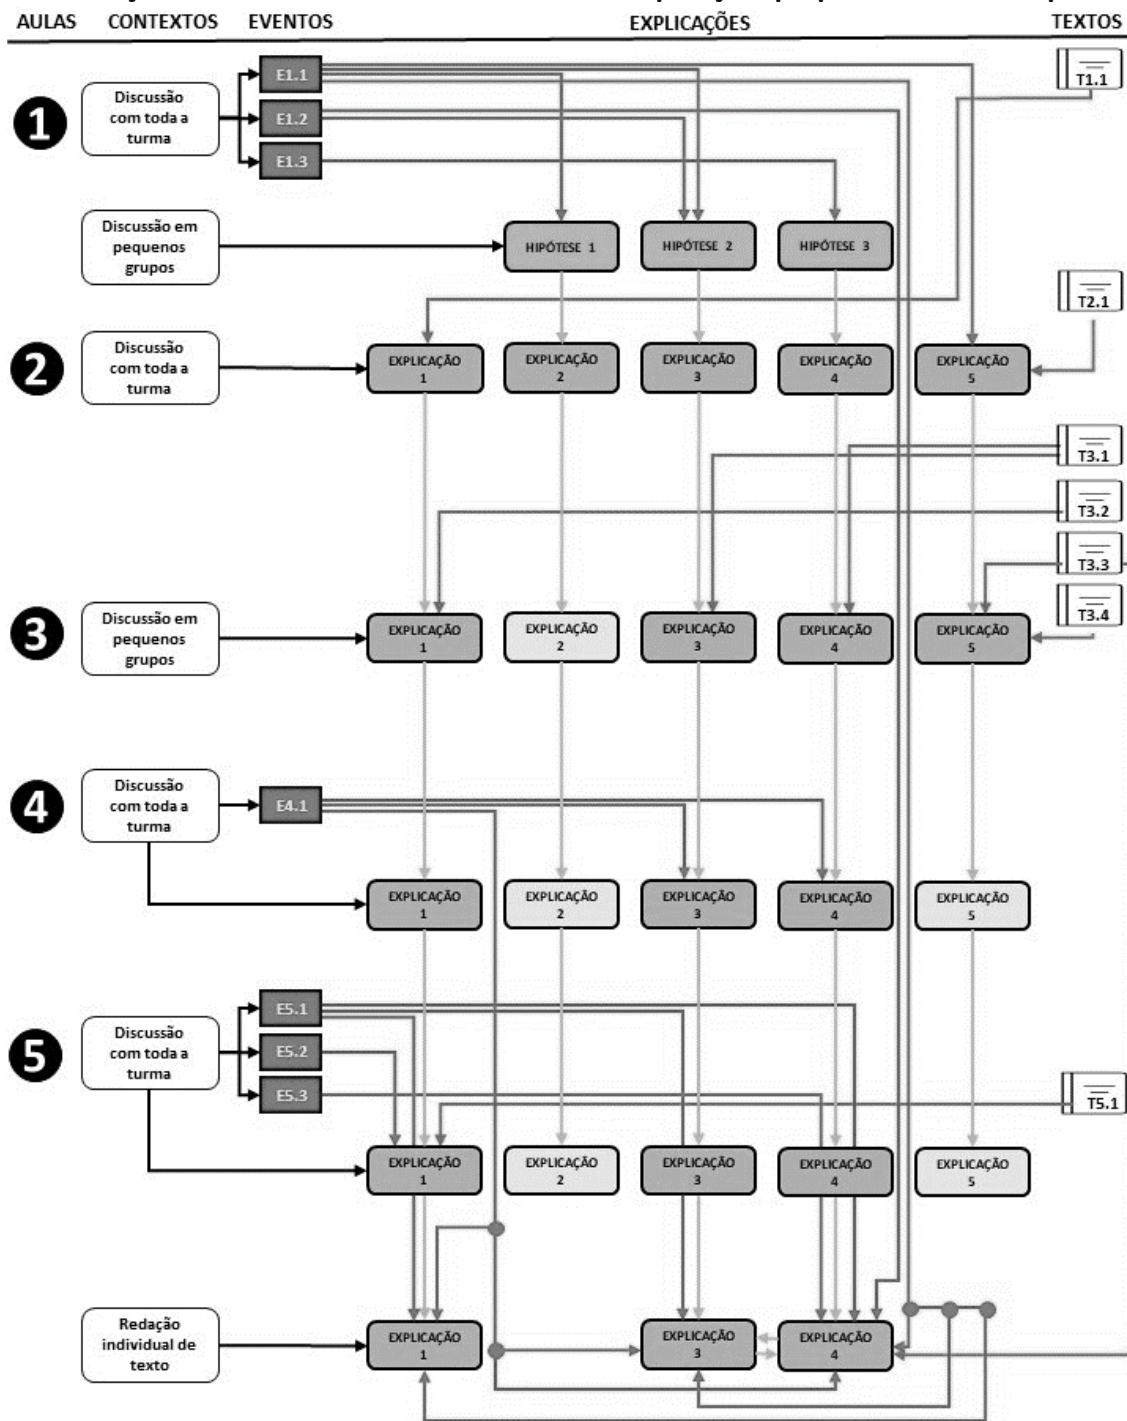 AULAS CONTEXTOS EVENTOS EXPLICAÇÕES TEXTOS
1
Discussão
com toda a
turma
E1.1
E1.2
E1.3
T1.1
Discussão em
pequenos
grupos
HIPÓTESE 1
HIPÓTESE 2
HIPÓTESE 3
T2.1
2
Discussão
com toda a
turma
EXPLICAÇÃO
1
EXPLICAÇÃO
2
EXPLICAÇÃO
3
EXPLICAÇÃO
4
EXPLICAÇÃO
5
T3.1
T3.2
T3.3
T3.4
3
Discussão em
pequenos
grupos
EXPLICAÇÃO
1
EXPLICAÇÃO
2
EXPLICAÇÃO
3
EXPLICAÇÃO
4
EXPLICAÇÃO
5
4
Discussão
com toda a
turma
E4.1
EXPLICAÇÃO
1
EXPLICAÇÃO
2
EXPLICAÇÃO
3
EXPLICAÇÃO
4
EXPLICAÇÃO
5
5
Discussão
com toda a
turma
E5.1
E5.2
E5.3
T5.1
EXPLICAÇÃO
1
EXPLICAÇÃO
2
EXPLICAÇÃO
3
EXPLICAÇÃO
4
EXPLICAÇÃO
5
Redação
individual de
texto
EXPLICAÇÃO
1
EXPLICAÇÃO
3
EXPLICAÇÃO
4